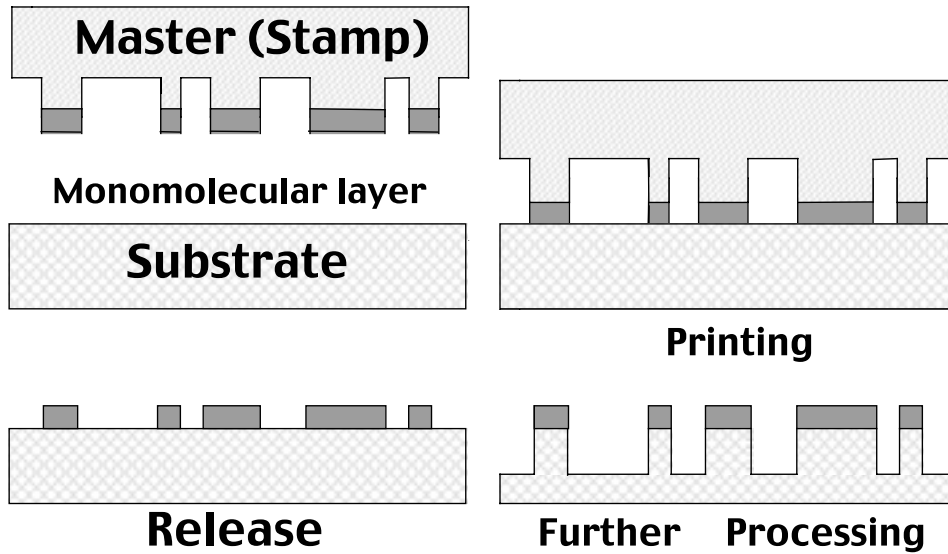 Master (Stamp)
Monomolecular layer
Substrate
Printing
Release
Further Processing